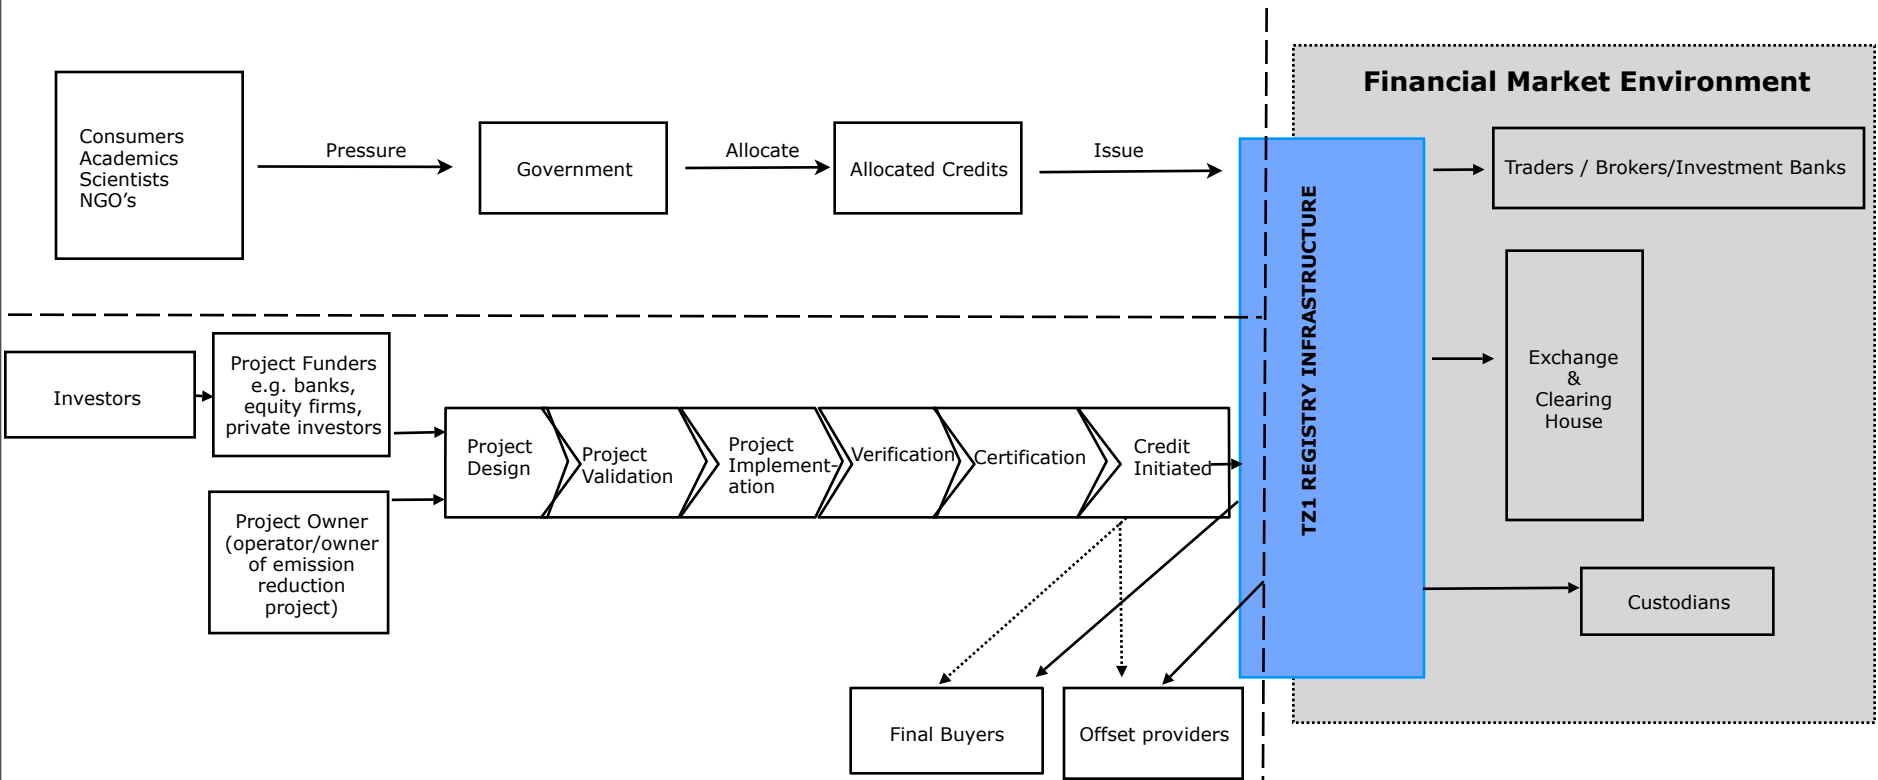 Financial Market Environment
Consumers
Academics
Scientists
NGO’s
Pressure
Government
Allocate
Allocated Credits
Issue
TZ1 REGISTRY INFRASTRUCTURE
Traders / Brokers/Investment Banks
Exchange
&
Clearing
House
Custodians
Investors
Project Funders
e.g. banks,
equity firms,
private investors
Project Owner
(operator/owner
of emission
reduction
project)
Project
Design
Project
Validation
Project
Implement-
ation
Verification
Certification
Credit
Initiated
Final Buyers
Offset providers